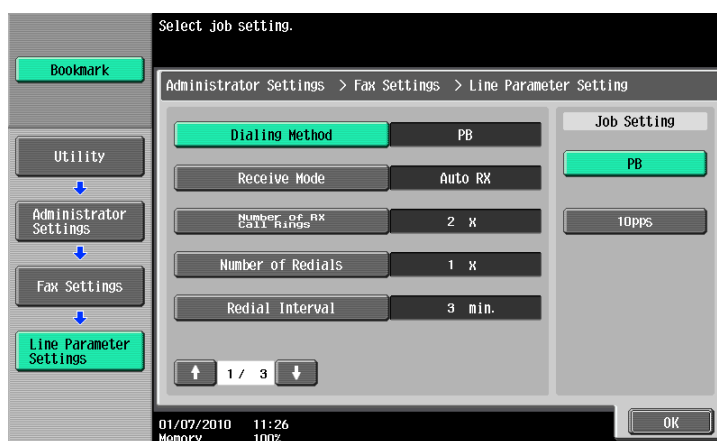 Select job setting.
Bookmark
Administrator Settings > Fax Settings > Line Parameter Setting
Utility
Administrator
Settings
Fax Settings
Line Parameter
Settings
Dialing Method PB
Receive Mode Auto RX
Number of RX
Call Rings 2 X
Number of Redials 1 X
Redial Interval 3 min.
1/ 3
Job Setting
PB
10pps
01/07/2010 11:26
Memory 100%
OK